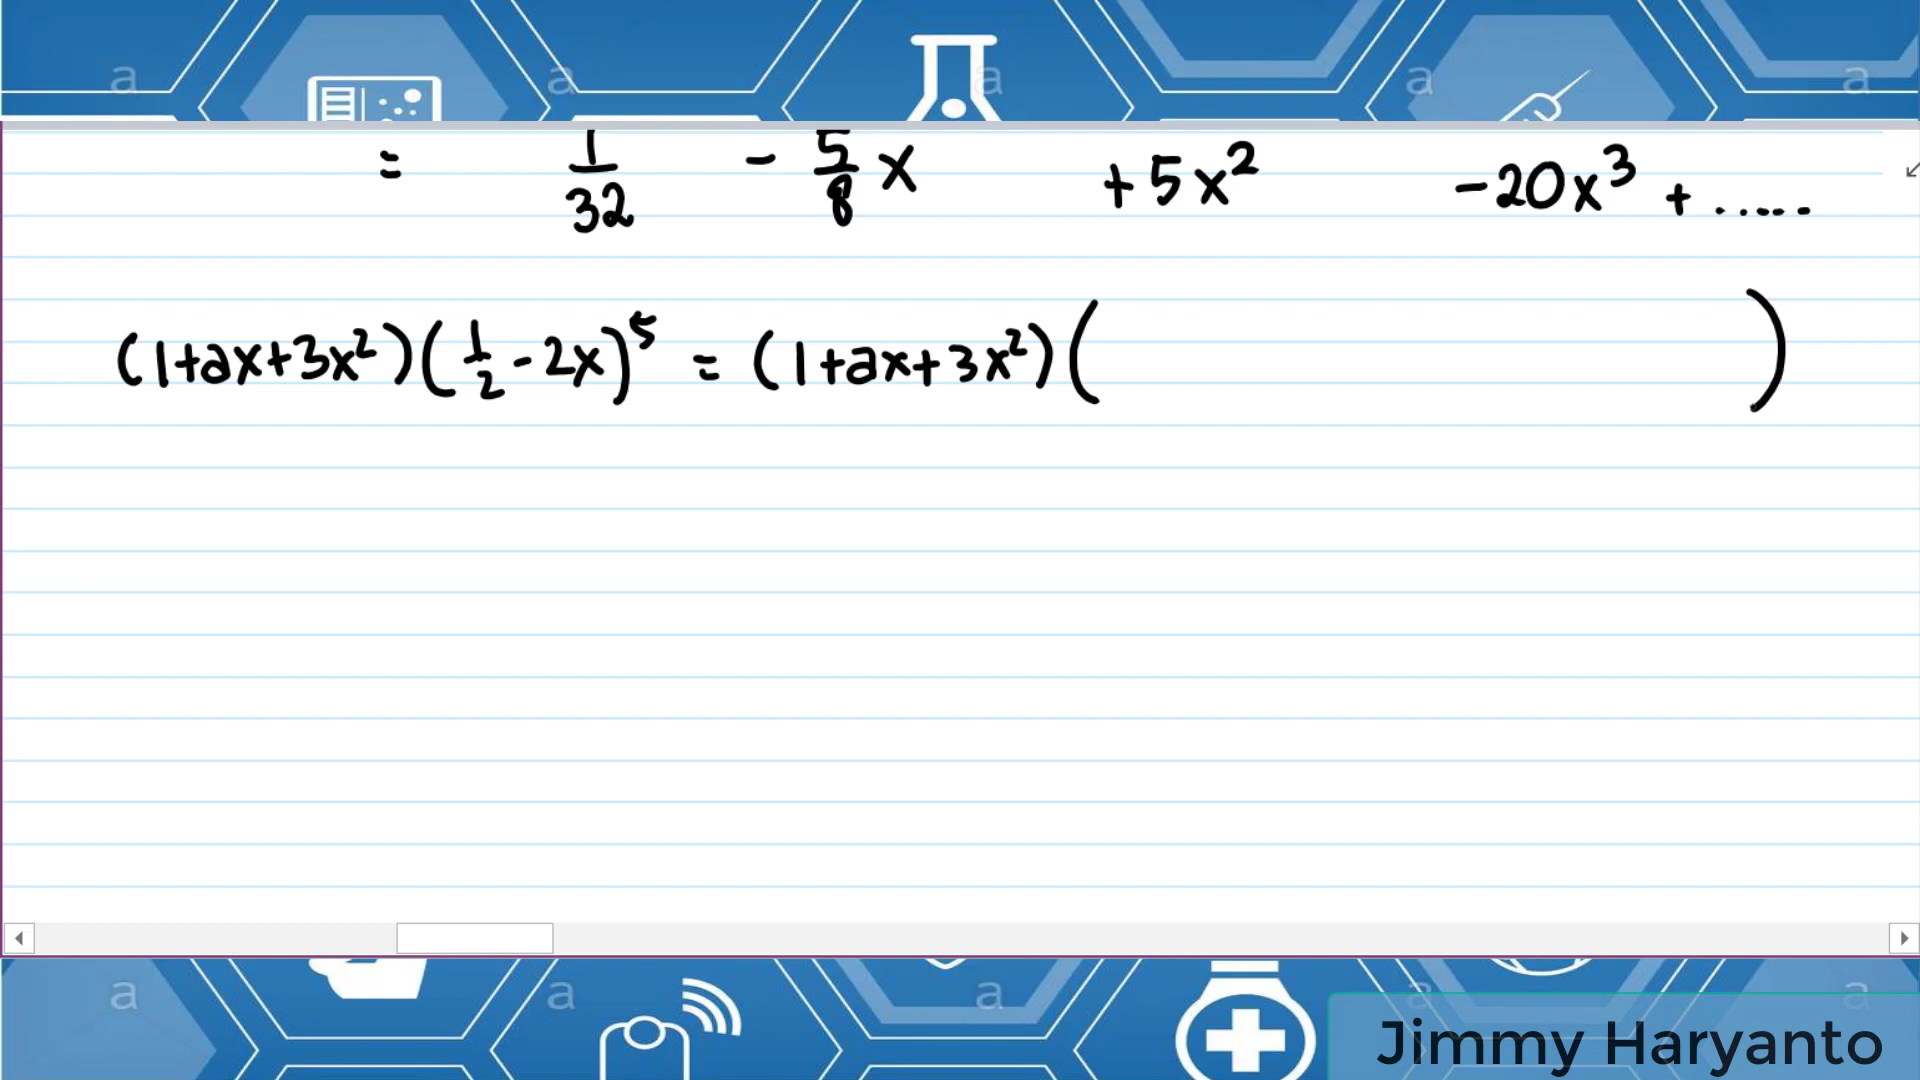 = 1/32 - 5/8 x + 5x² - 20x³ + .....
(1+ax+3x²)(1/2 - 2x)⁵ = (1+ax+3x²)( )
a a a a
a a a a
Jimmy Haryanto